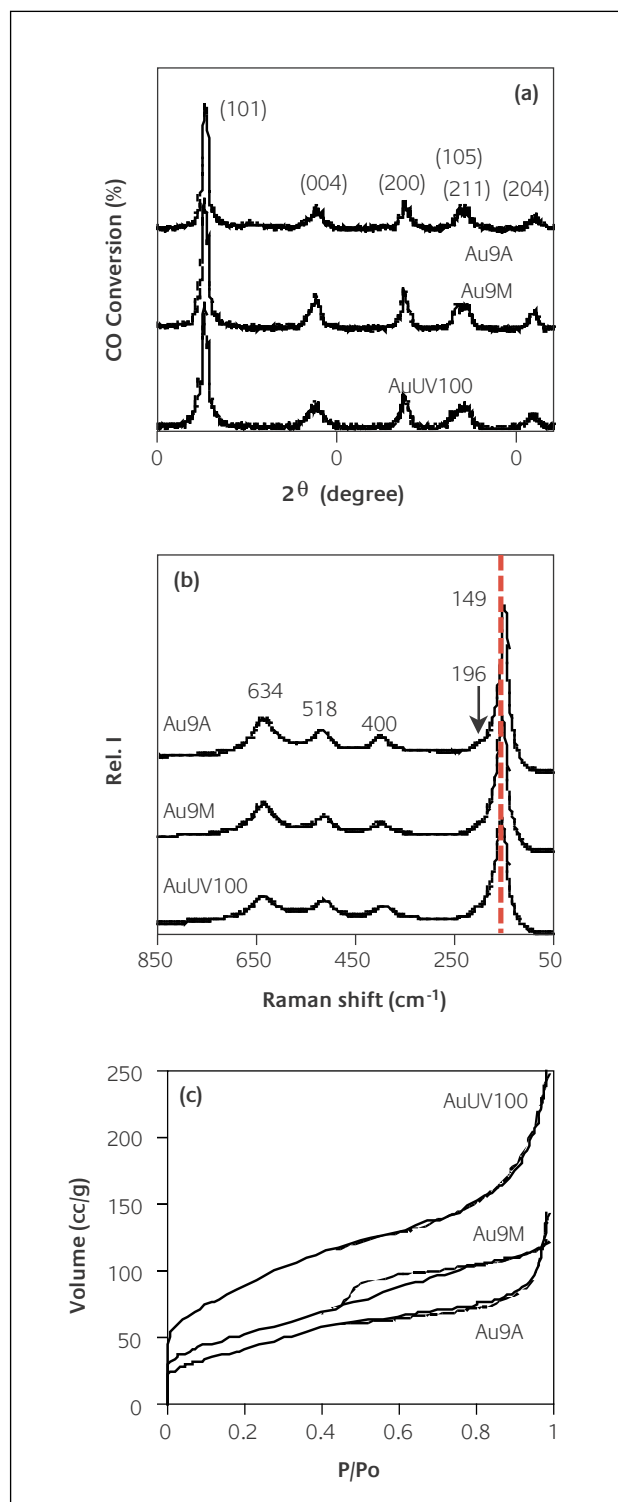 (a)
(101)
(004)
(200)
(105)
(211)
(204)
Au9A
Au9M
AuUV100
CO Conversion (%)
0
0
0
2θ (degree)
(b)
149
196
634
518
400
Au9A
Au9M
AuUV100
Rel. I
850
650
450
250
50
Raman shift (cm-1)
(c)
250
200
150
100
50
0
AuUV100
Au9M
Au9A
Volume (cc/g)
0
0.2
0.4
0.6
0.8
1
P/Po